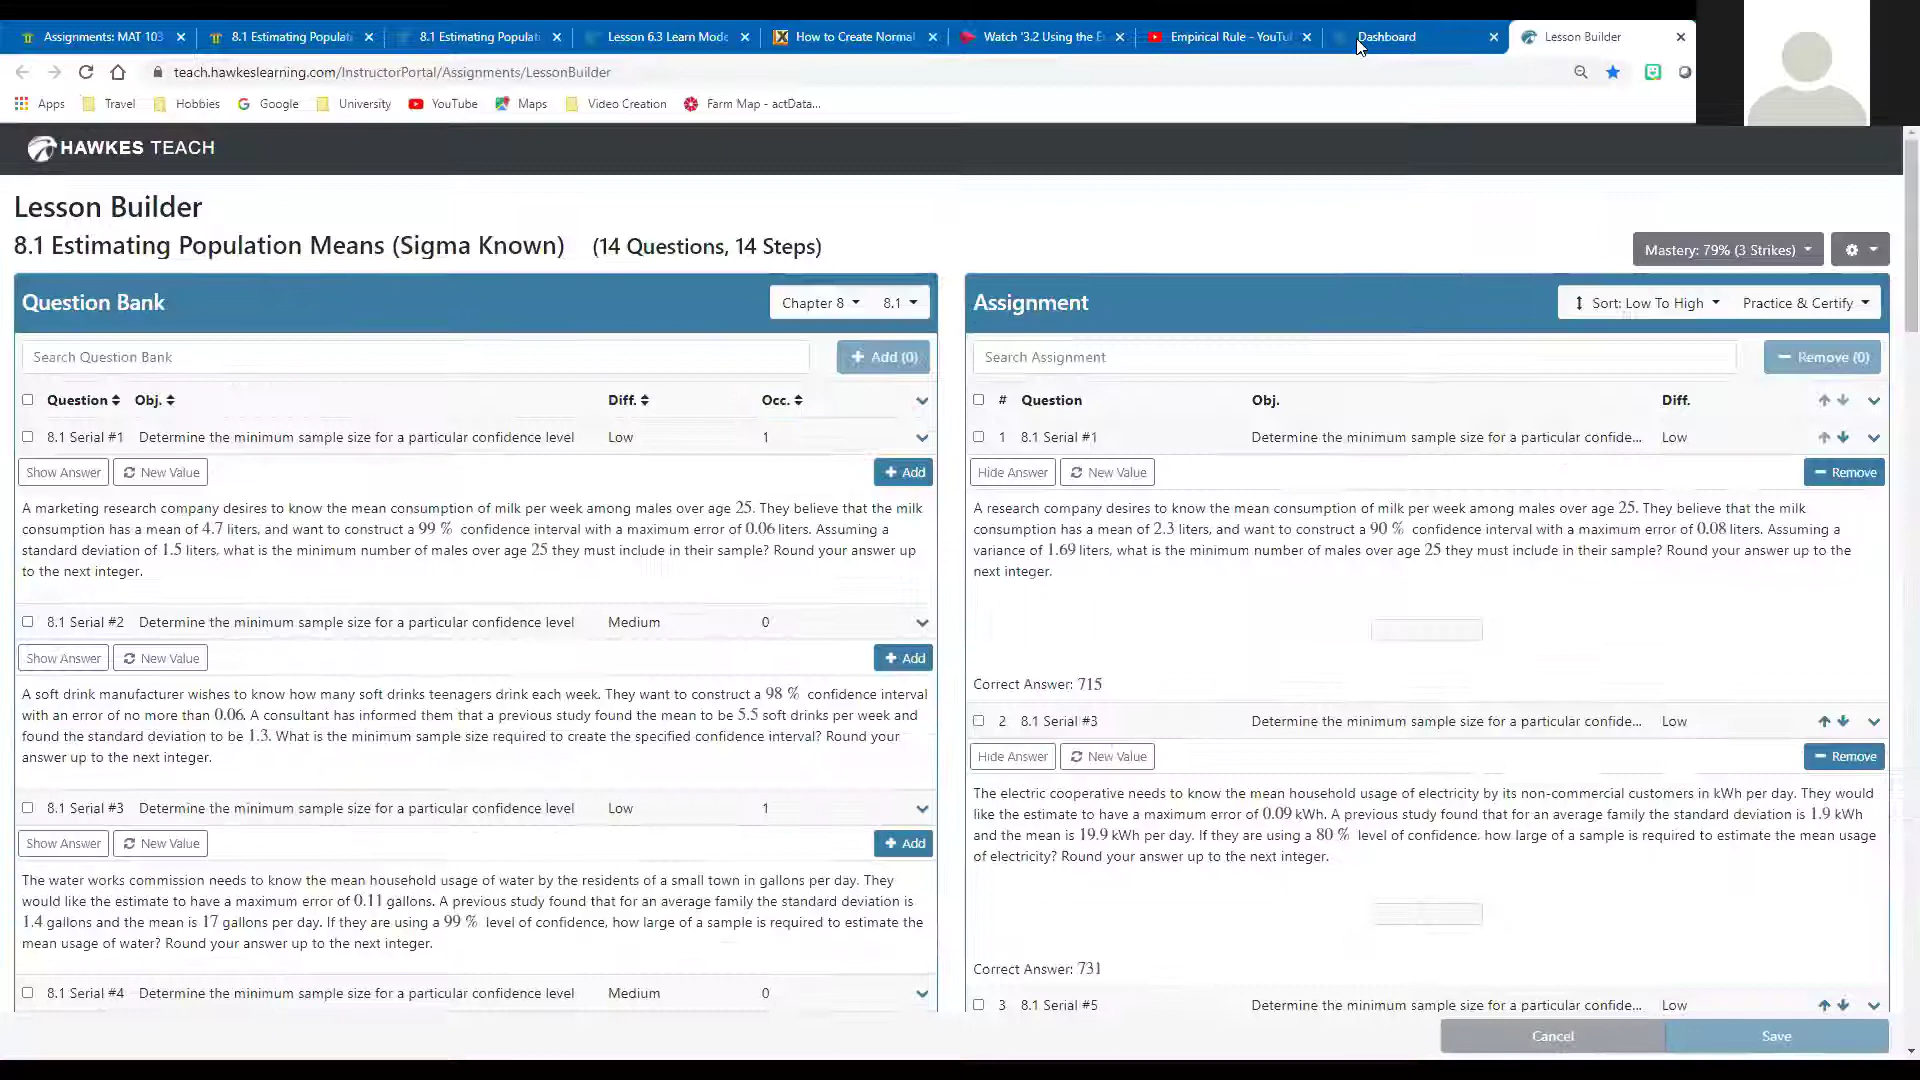 Assignments: MAT 103
8.1 Estimating Populati
8.1 Estimating Populati
Lesson 6.3 Learn Mode
How to Create Normal
Watch '3.2 Using the E
Empirical Rule - YouTu
Dashboard
Lesson Builder
teach.hawkeslearning.com/InstructorPortal/Assignments/LessonBuilder
Apps
Travel
Hobbies
Google
University
YouTube
Maps
Video Creation
Farm Map - actData...
HAWKES TEACH
Lesson Builder
8.1 Estimating Population Means (Sigma Known) (14 Questions, 14 Steps)
Mastery: 79% (3 Strikes)
Question Bank
Chapter 8
8.1
Search Question Bank
+ Add (0)
Question Obj. Diff. Occ.
8.1 Serial #1 Determine the minimum sample size for a particular confidence level Low 1
Show Answer New Value + Add
A marketing research company desires to know the mean consumption of milk per week among males over age 25. They believe that the milk
consumption has a mean of 4.7 liters, and want to construct a 99 % confidence interval with a maximum error of 0.06 liters. Assuming a
standard deviation of 1.5 liters, what is the minimum number of males over age 25 they must include in their sample? Round your answer up
to the next integer.
8.1 Serial #2 Determine the minimum sample size for a particular confidence level Medium 0
Show Answer New Value + Add
A soft drink manufacturer wishes to know how many soft drinks teenagers drink each week. They want to construct a 98 % confidence interval
with an error of no more than 0.06. A consultant has informed them that a previous study found the mean to be 5.5 soft drinks per week and
found the standard deviation to be 1.3. What is the minimum sample size required to create the specified confidence interval? Round your
answer up to the next integer.
8.1 Serial #3 Determine the minimum sample size for a particular confidence level Low 1
Show Answer New Value + Add
The water works commission needs to know the mean household usage of water by the residents of a small town in gallons per day. They
would like the estimate to have a maximum error of 0.11 gallons. A previous study found that for an average family the standard deviation is
1.4 gallons and the mean is 17 gallons per day. If they are using a 99 % level of confidence, how large of a sample is required to estimate the
mean usage of water? Round your answer up to the next integer.
8.1 Serial #4 Determine the minimum sample size for a particular confidence level Medium 0
Assignment
Sort: Low To High
Practice & Certify
Search Assignment
− Remove (0)
# Question Obj. Diff.
1 8.1 Serial #1 Determine the minimum sample size for a particular confide... Low
Hide Answer New Value − Remove
A research company desires to know the mean consumption of milk per week among males over age 25. They believe that the milk
consumption has a mean of 2.3 liters, and want to construct a 90 % confidence interval with a maximum error of 0.08 liters. Assuming a
variance of 1.69 liters, what is the minimum number of males over age 25 they must include in their sample? Round your answer up to the
next integer.
Correct Answer: 715
2 8.1 Serial #3 Determine the minimum sample size for a particular confide... Low
Hide Answer New Value − Remove
The electric cooperative needs to know the mean household usage of electricity by its non-commercial customers in kWh per day. They would
like the estimate to have a maximum error of 0.09 kWh. A previous study found that for an average family the standard deviation is 1.9 kWh
and the mean is 19.9 kWh per day. If they are using a 80 % level of confidence, how large of a sample is required to estimate the mean usage
of electricity? Round your answer up to the next integer.
Correct Answer: 731
3 8.1 Serial #5 Determine the minimum sample size for a particular confide... Low
Cancel
Save